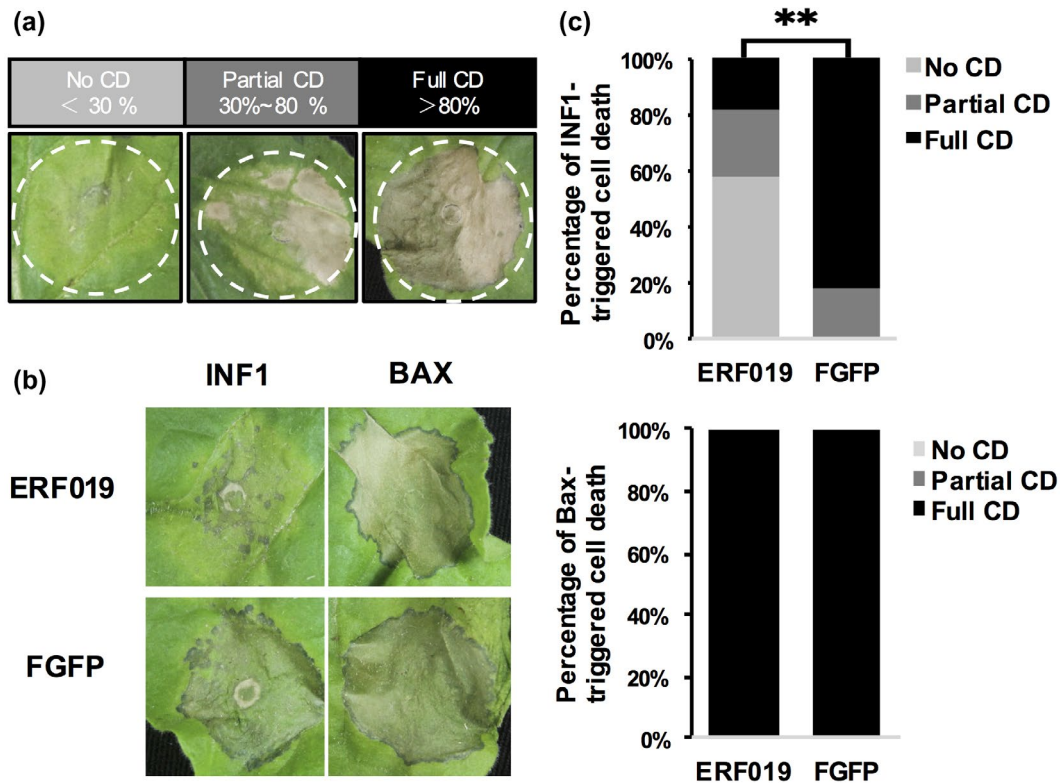 (a)
No CD
< 30 %
Partial CD
30%~80 %
Full CD
>80%
(b)
INF1
BAX
ERF019
FGFP
(c)
**
Percentage of INF1-
triggered cell death
100%
80%
60%
40%
20%
0%
ERF019
FGFP
No CD
Partial CD
Full CD
Percentage of Bax-
triggered cell death
100%
80%
60%
40%
20%
0%
ERF019
FGFP
No CD
Partial CD
Full CD